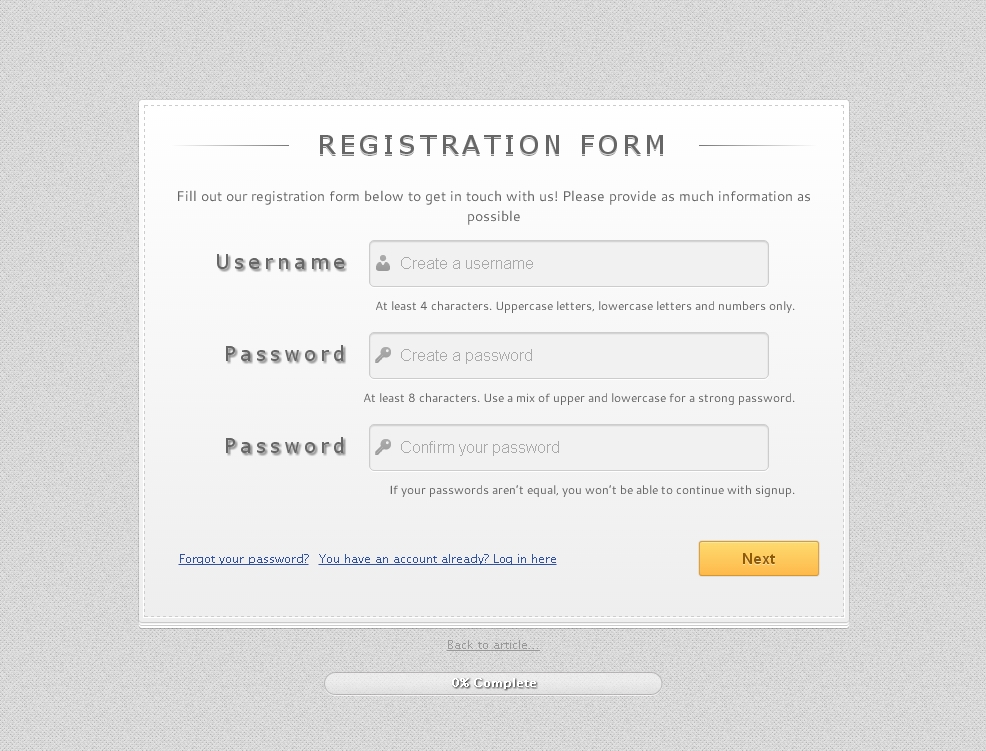 REGISTRATION FORM
Fill out our registration form below to get in touch with us! Please provide as much information as
possible
Username
Create a username
At least 4 characters. Uppercase letters, lowercase letters and numbers only.
Password
Create a password
At least 8 characters. Use a mix of upper and lowercase for a strong password.
Password
Confirm your password
If your passwords aren't equal, you won't be able to continue with signup.
Forgot your password? You have an account already? Log in here
Next
Back to article...
0% Complete